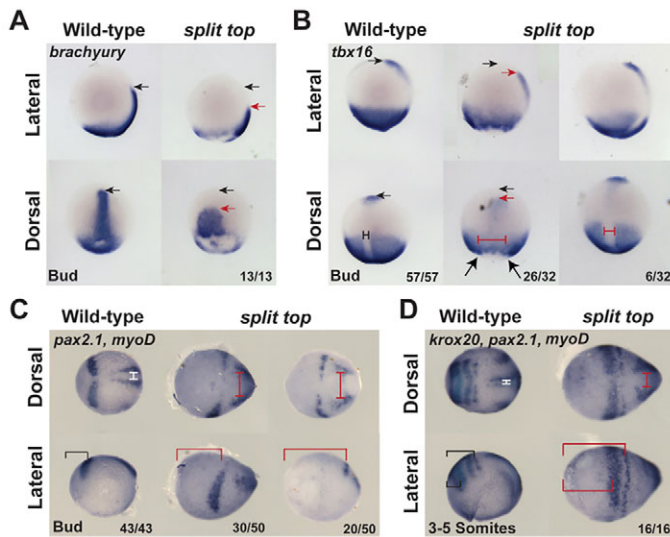 A
Wild-type
split top
brachyury
Lateral
Dorsal
Bud
13/13
B
Wild-type
split top
tbx16
Lateral
Dorsal
Bud
57/57
26/32
6/32
C
Wild-type
split top
pax2.1, myoD
Dorsal
Lateral
Bud
43/43
30/50
20/50
D
Wild-type
split top
krox20, pax2.1, myoD
Dorsal
Lateral
3-5 Somites
16/16